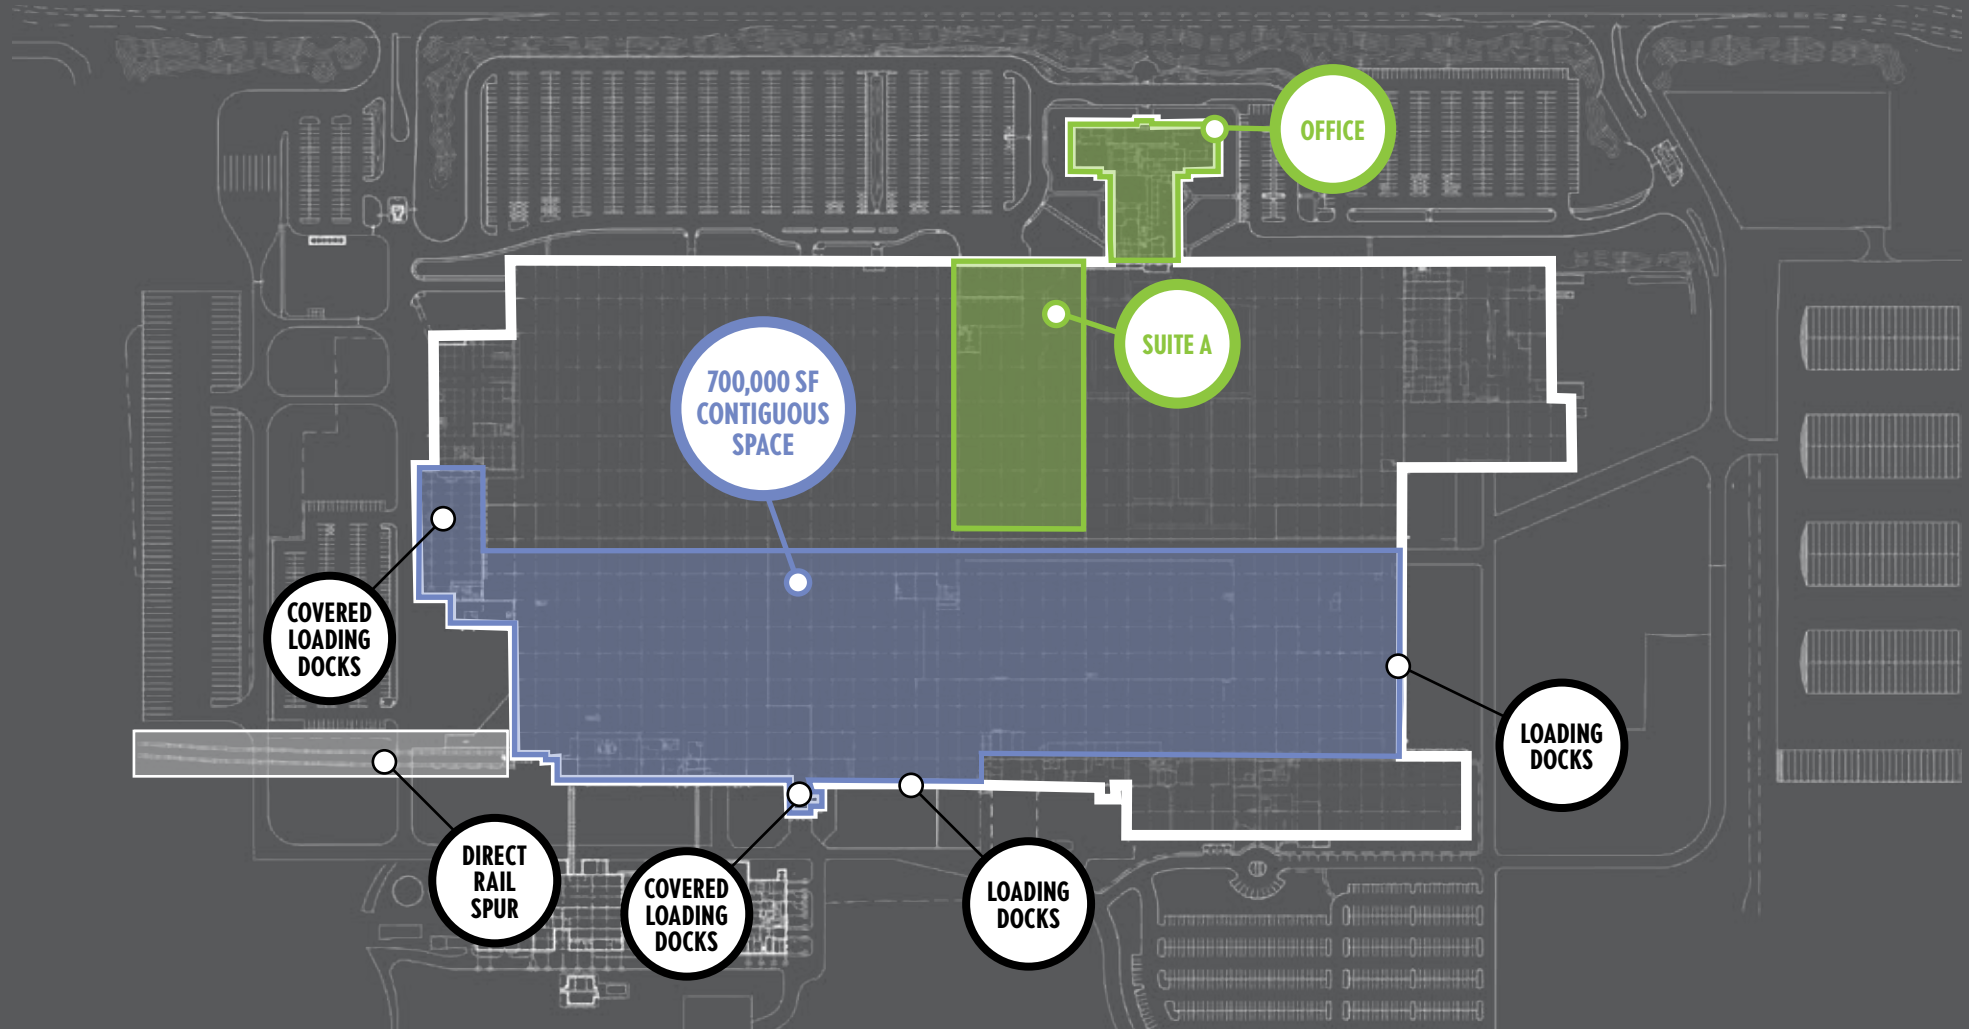 OFFICE
SUITE A
700,000 SF
CONTIGUOUS
SPACE
COVERED
LOADING
DOCKS
LOADING
DOCKS
DIRECT
RAIL
SPUR
COVERED
LOADING
DOCKS
LOADING
DOCKS